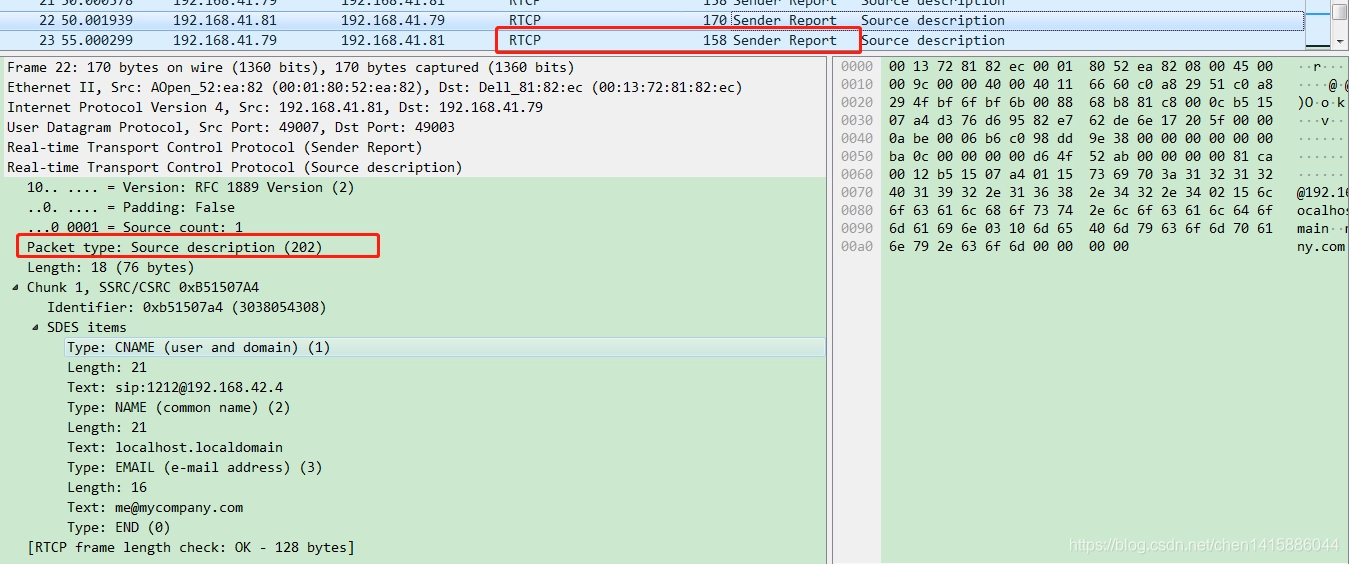 21 50.000578 192.168.41.79 192.168.41.81 RTCP 158 Sender Report Source description
22 50.001939 192.168.41.81 192.168.41.79 RTCP 170 Sender Report Source description
23 55.000299 192.168.41.79 192.168.41.81 RTCP 158 Sender Report Source description
Frame 22: 170 bytes on wire (1360 bits), 170 bytes captured (1360 bits)
Ethernet II, Src: AOpen_52:ea:82 (00:01:80:52:ea:82), Dst: Dell_81:82:ec (00:13:72:81:82:ec)
Internet Protocol Version 4, Src: 192.168.41.81, Dst: 192.168.41.79
User Datagram Protocol, Src Port: 49007, Dst Port: 49003
Real-time Transport Control Protocol (Sender Report)
Real-time Transport Control Protocol (Source description)
10.. .... = Version: RFC 1889 Version (2)
..0. .... = Padding: False
...0 0001 = Source count: 1
Packet type: Source description (202)
Length: 18 (76 bytes)
Chunk 1, SSRC/CSRC 0xB51507A4
Identifier: 0xb51507a4 (3038054308)
SDES items
Type: CNAME (user and domain) (1)
Length: 21
Text: sip:1212@192.168.42.4
Type: NAME (common name) (2)
Length: 21
Text: localhost.localdomain
Type: EMAIL (e-mail address) (3)
Length: 16
Text: me@mycompany.com
Type: END (0)
[RTCP frame length check: OK - 128 bytes]
0000 00 13 72 81 82 ec 00 01 80 52 ea 82 08 00 45 00 ··r···
0010 00 9c 00 00 40 00 40 11 66 60 c0 a8 29 51 c0 a8 ····@·@
0020 29 4f bf 6f bf 6b 00 88 68 b8 81 c8 00 0c b5 15 )O·o·k
0030 07 a4 d3 76 d6 95 82 e7 62 de 6e 17 20 5f 00 00 ···v··
0040 0a be 00 06 b6 c0 98 dd 9e 38 00 00 00 00 00 00 ······
0050 ba 0c 00 00 00 00 d6 4f 52 ab 00 00 00 00 81 ca ······
0060 00 12 b5 15 07 a4 01 15 73 69 70 3a 31 32 31 32 ······
0070 40 31 39 32 2e 31 36 38 2e 34 32 2e 34 02 15 6c @192.16
0080 6f 63 61 6c 68 6f 73 74 2e 6c 6f 63 61 6c 64 6f ocalhos
0090 6d 61 69 6e 03 10 6d 65 40 6d 79 63 6f 6d 70 61 main··m
00a0 6e 79 2e 63 6f 6d 00 00 00 00 ny.com
https://blog.csdn.net/chen1415886044